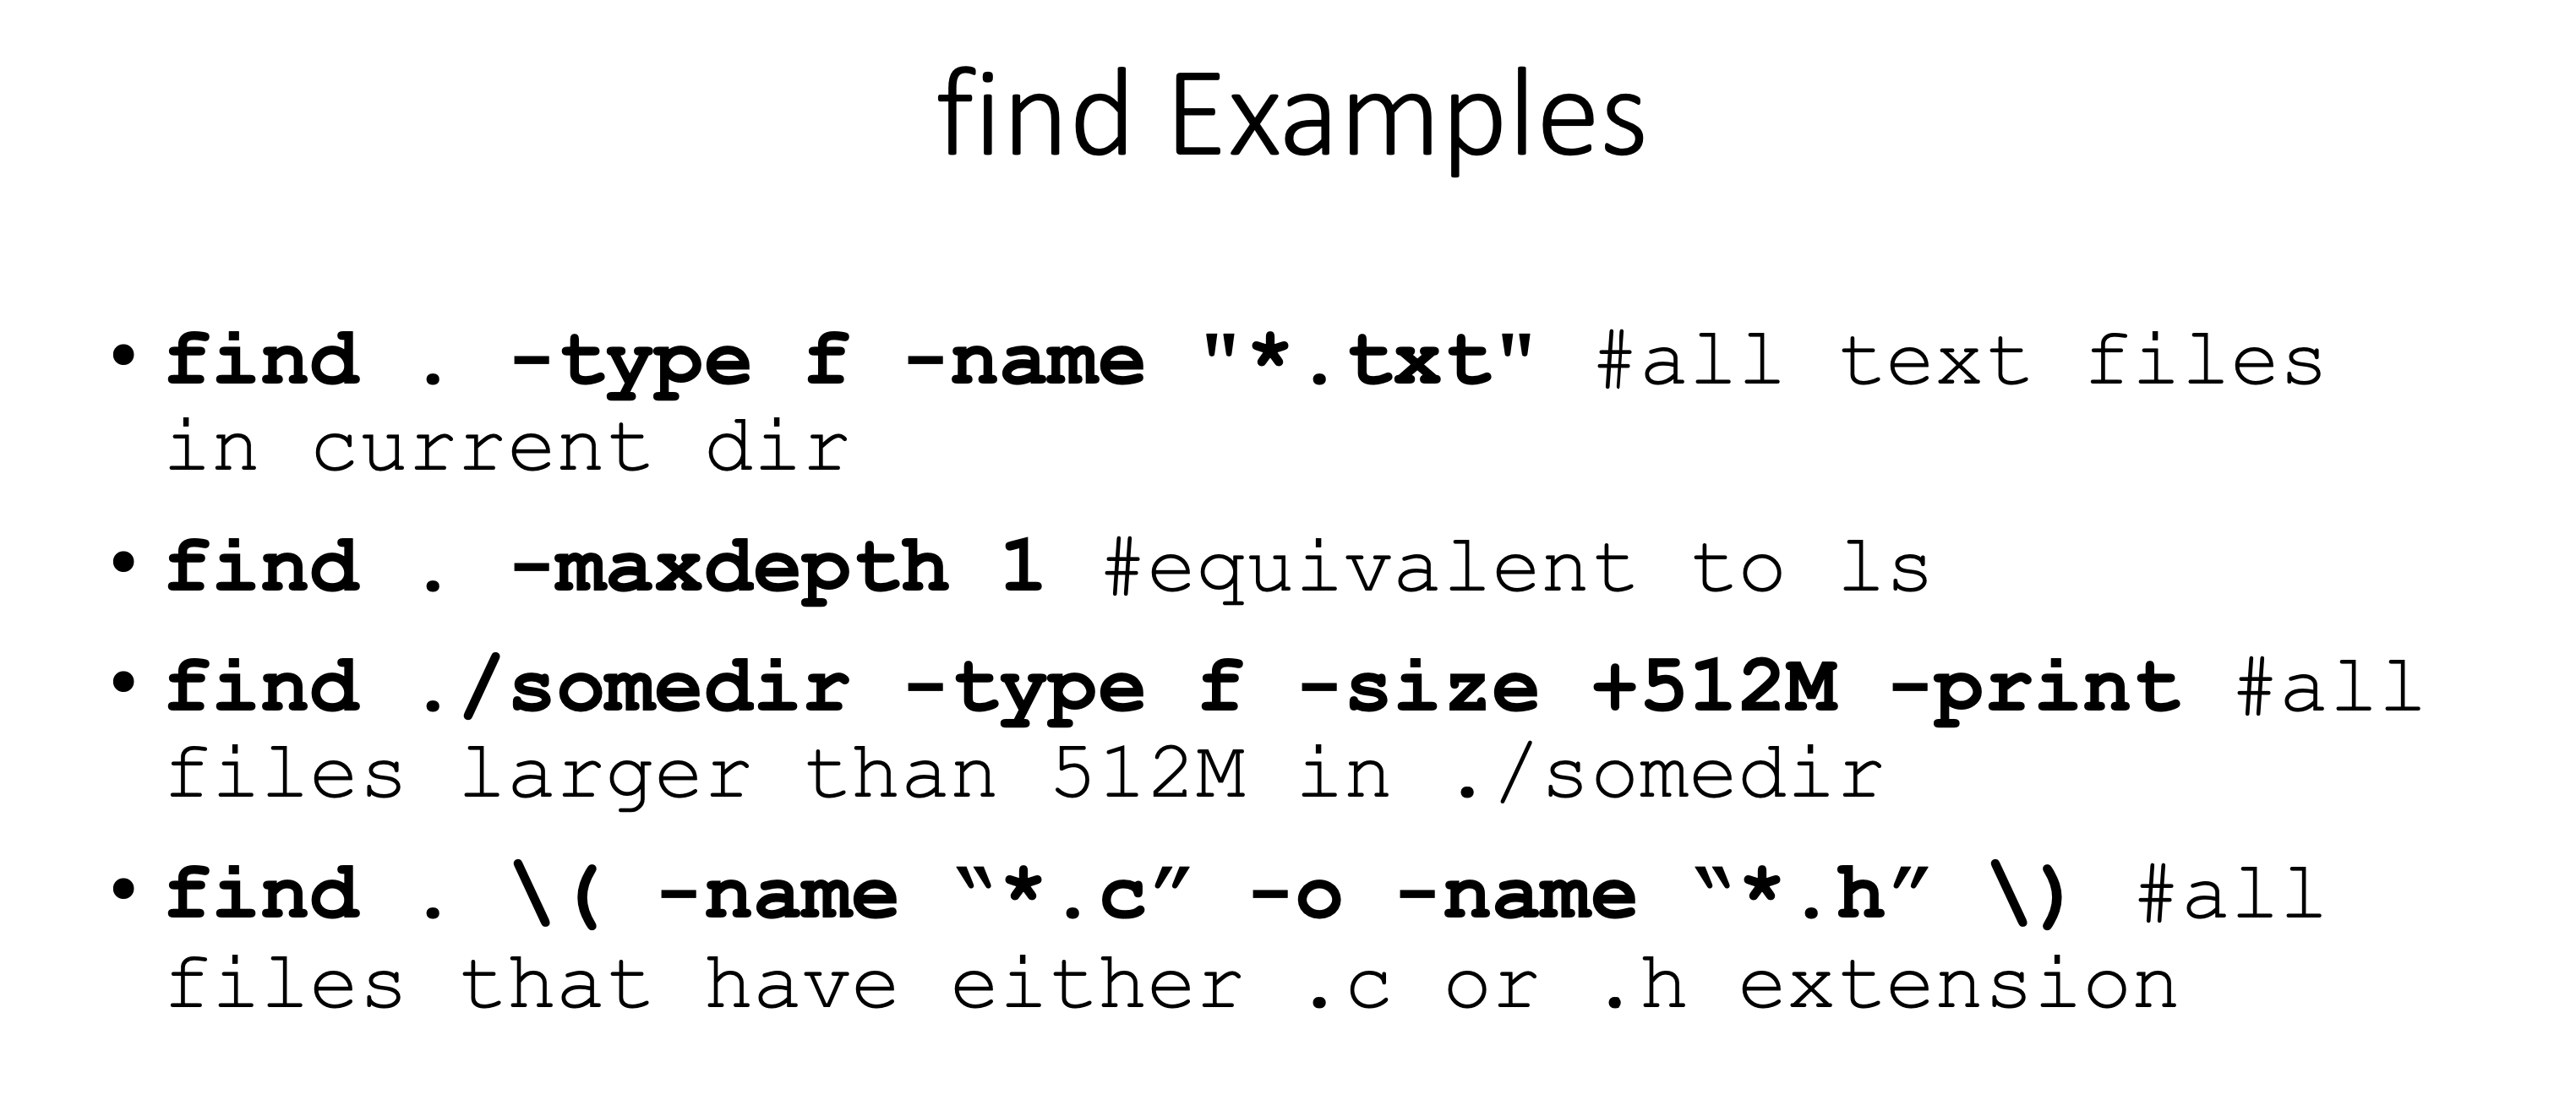 find Examples
• find . -type f -name "*.txt" #all text files
in current dir
• find . -maxdepth 1 #equivalent to ls
• find ./somedir -type f -size +512M -print #all
files larger than 512M in ./somedir
• find . \( -name “*.c” -o -name “*.h” \) #all
files that have either .c or .h extension